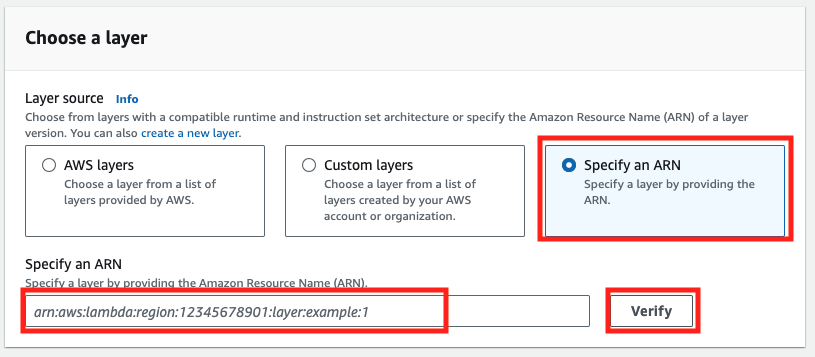 Choose a layer
Layer source Info
Choose from layers with a compatible runtime and instruction set architecture or specify the Amazon Resource Name (ARN) of a layer
version. You can also create a new layer.
AWS layers
Choose a layer from a list of
layers provided by AWS.
Custom layers
Choose a layer from a list of
layers created by your AWS
account or organization.
Specify an ARN
Specify a layer by providing the
ARN.
Specify an ARN
Specify a layer by providing the Amazon Resource Name (ARN).
arn:aws:lambda:region:12345678901:layer:example:1
Verify